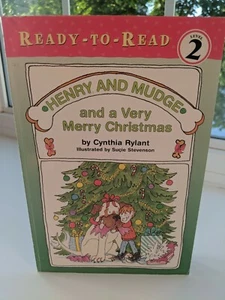 READY-TO-READ
LEVEL
2
HENRY AND MUDGE
and a Very
Merry Christmas
by Cynthia Rylant
Illustrated by Suçie Stevenson